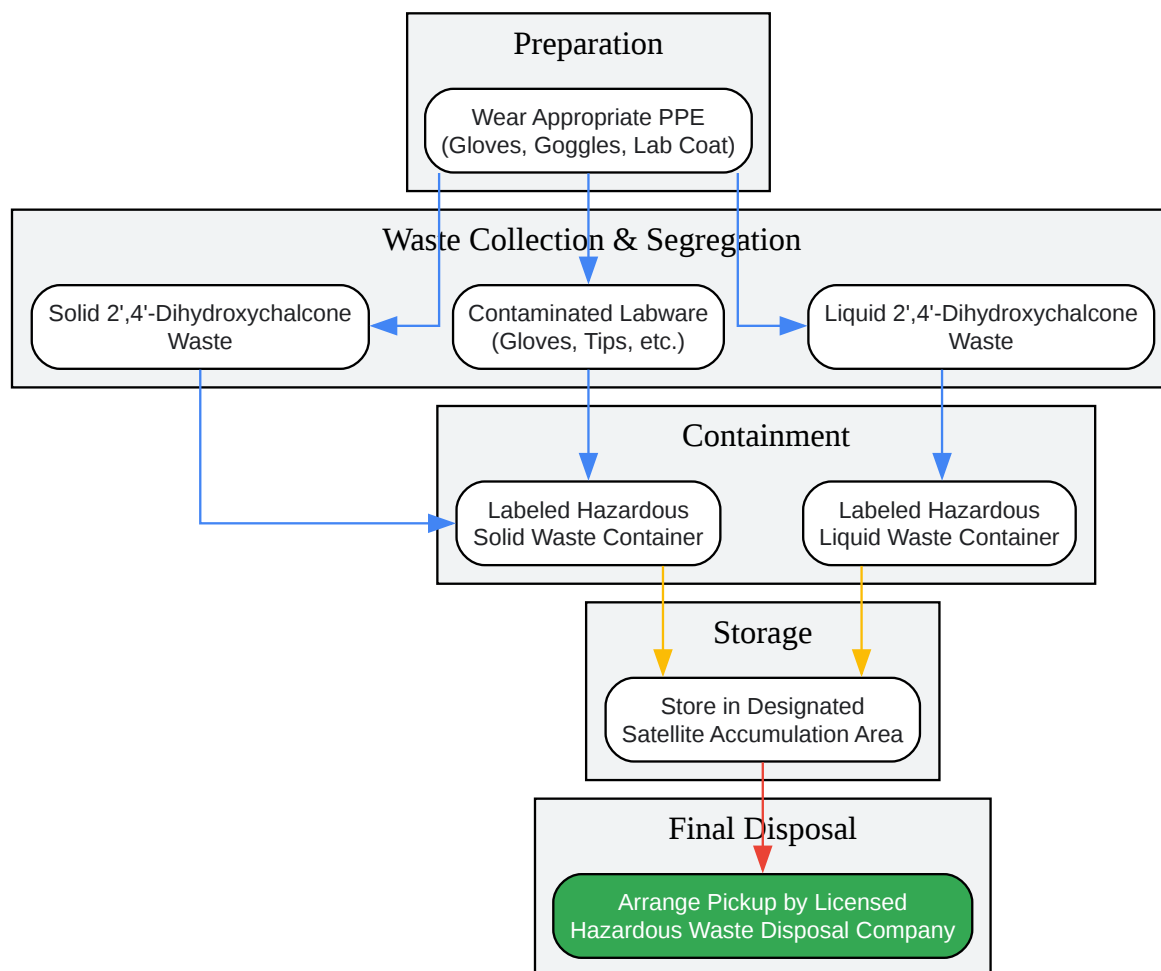 Preparation
Wear Appropriate PPE
(Gloves, Goggles, Lab Coat)
Waste Collection & Segregation
Solid 2',4'-Dihydroxychalcone
Waste
Contaminated Labware
(Gloves, Tips, etc.)
Liquid 2',4'-Dihydroxychalcone
Waste
Containment
Labeled Hazardous
Solid Waste Container
Labeled Hazardous
Liquid Waste Container
Storage
Store in Designated
Satellite Accumulation Area
Final Disposal
Arrange Pickup by Licensed
Hazardous Waste Disposal Company